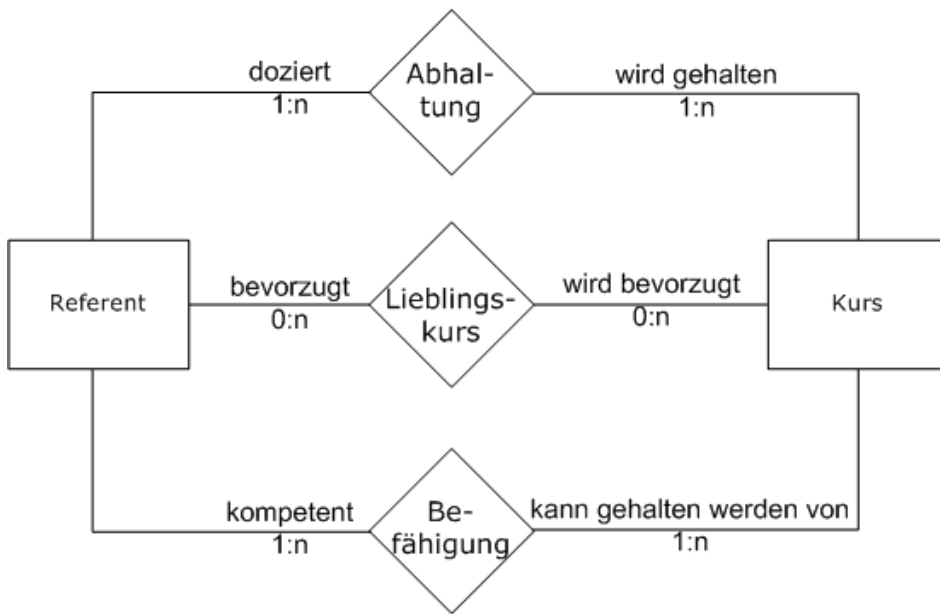 doziert
1:n
Abhal-
tung
wird gehalten
1:n
Referent
bevorzugt
0:n
Lieblings-
kurs
wird bevorzugt
0:n
Kurs
kompetent
1:n
Be-
fähigung
kann gehalten werden von
1:n